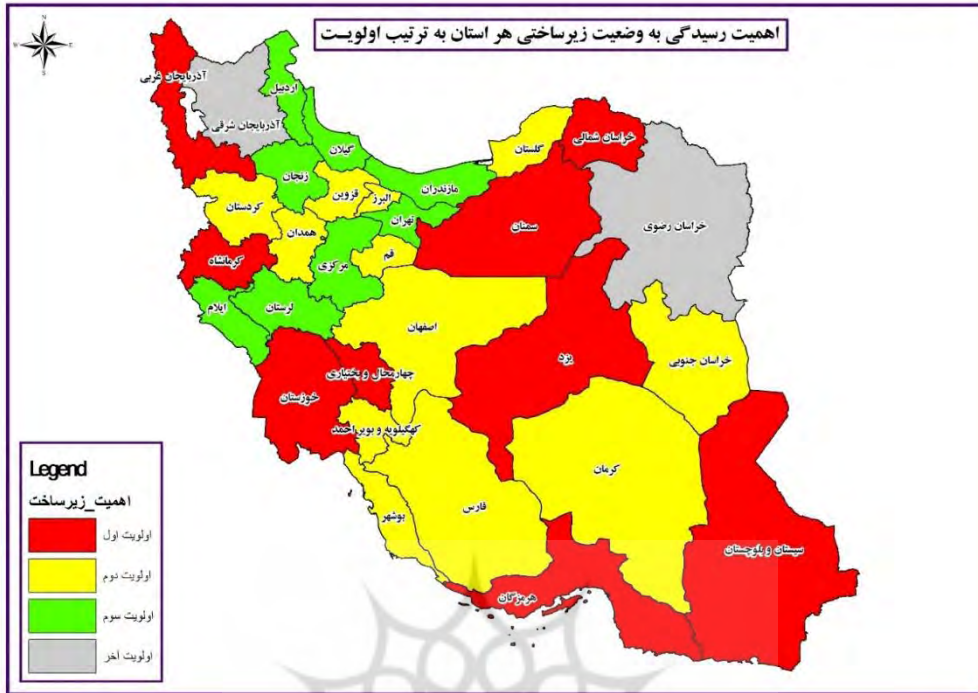 اهمیت رسیدگی به وضعیت زیرساختی هر استان به ترتیب اولویت
N
W
E
S
آذربایجان غربی
اردبیل
آذربایجان شرقی
گیلان
خراسان شمالی
گلستان
زنجان
مازندران
قزوین
البرز
تهران
کردستان
سمنان
خراسان رضوی
همدان
قم
مرکزی
کرمانشاه
ایلام
لرستان
اصفهان
یزد
خراسان جنوبی
چهارمحال و بختیاری
خوزستان
کهگیلویه و بویر احمد
کرمان
فارس
بوشهر
سیستان و بلوچستان
هرمزگان
Legend
اهمیت_زیرساخت
اولویت اول
اولویت دوم
اولویت سوم
اولویت آخر